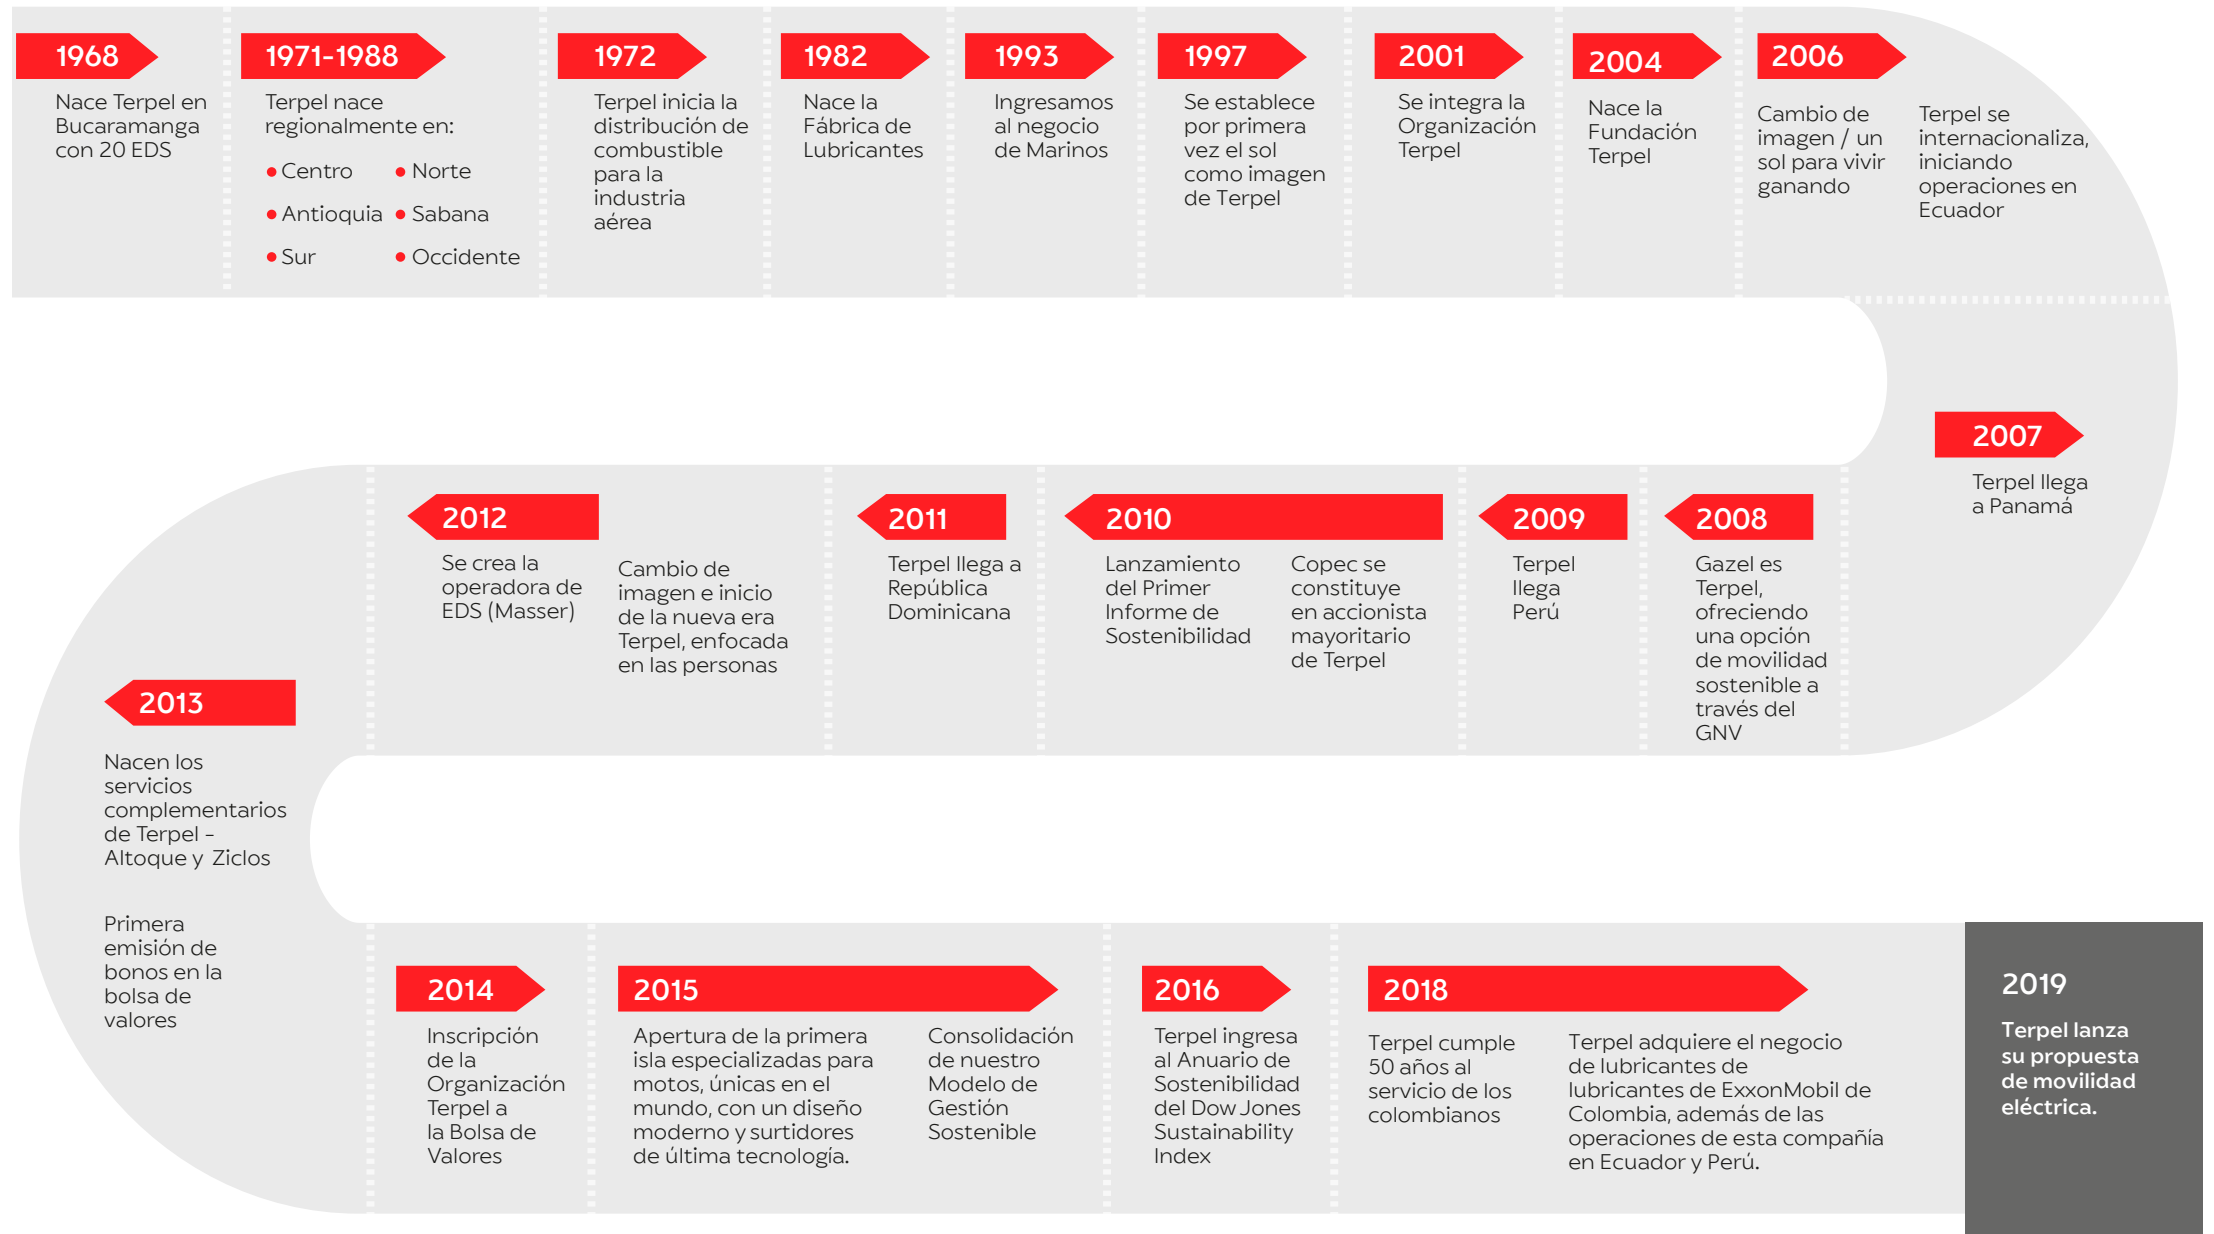 1968
Nace Terpel en
Bucaramanga
con 20 EDS
1971-1988
Terpel nace
regionalmente en:
• Centro
• Antioquia
• Sur
• Norte
• Sabana
• Occidente
1972
Terpel inicia la
distribución de
combustible
para la
industria
aérea
1982
Nace la
Fábrica de
Lubricantes
1993
Ingresamos
al negocio
de Marinos
1997
Se establece
por primera
vez el sol
como imagen
de Terpel
2001
Se integra la
Organización
Terpel
2004
Nace la
Fundación
Terpel
2006
Cambio de
imagen / un
sol para vivir
ganando
Terpel se
internacionaliza,
iniciando
operaciones en
Ecuador
2007
Terpel llega
a Panamá
2008
Gazel es
Terpel,
ofreciendo
una opción
de movilidad
sostenible a
través del
GNV
2009
Terpel
llega
Perú
2010
Lanzamiento
del Primer
Informe de
Sostenibilidad
Copec se
constituye
en accionista
mayoritario
de Terpel
2011
Terpel llega a
República
Dominicana
2012
Se crea la
operadora de
EDS (Masser)
Cambio de
imagen e inicio
de la nueva era
Terpel, enfocada
en las personas
2013
Nacen los
servicios
complementarios
de Terpel -
Altoque y Ziclos
Primera
emisión de
bonos en la
bolsa de
valores
2014
Inscripción
de la
Organización
Terpel a
la Bolsa de
Valores
2015
Apertura de la primera
isla especializadas para
motos, únicas en el
mundo, con un diseño
moderno y surtidores
de última tecnología.
Consolidación
de nuestro
Modelo de
Gestión
Sostenible
2016
Terpel ingresa
al Anuario de
Sostenibilidad
del Dow Jones
Sustainability
Index
2018
Terpel cumple
50 años al
servicio de los
colombianos
Terpel adquiere el negocio
de lubricantes de
lubricantes de ExxonMobil de
Colombia, además de las
operaciones de esta compañía
en Ecuador y Perú.
2019
Terpel lanza
su propuesta
de movilidad
eléctrica.